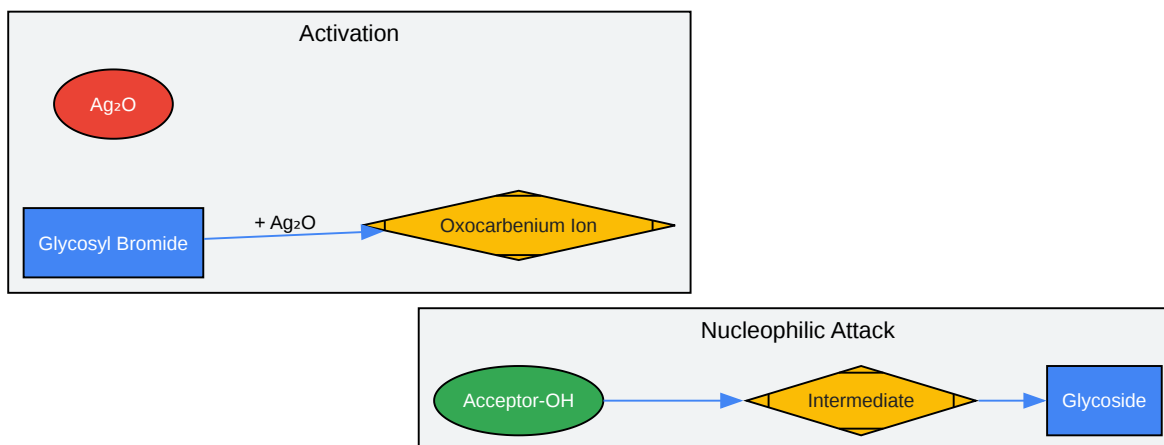 Activation
Ag₂O
Glycosyl Bromide
+ Ag₂O
Oxocarbenium Ion
Nucleophilic Attack
Acceptor-OH
Intermediate
Glycoside